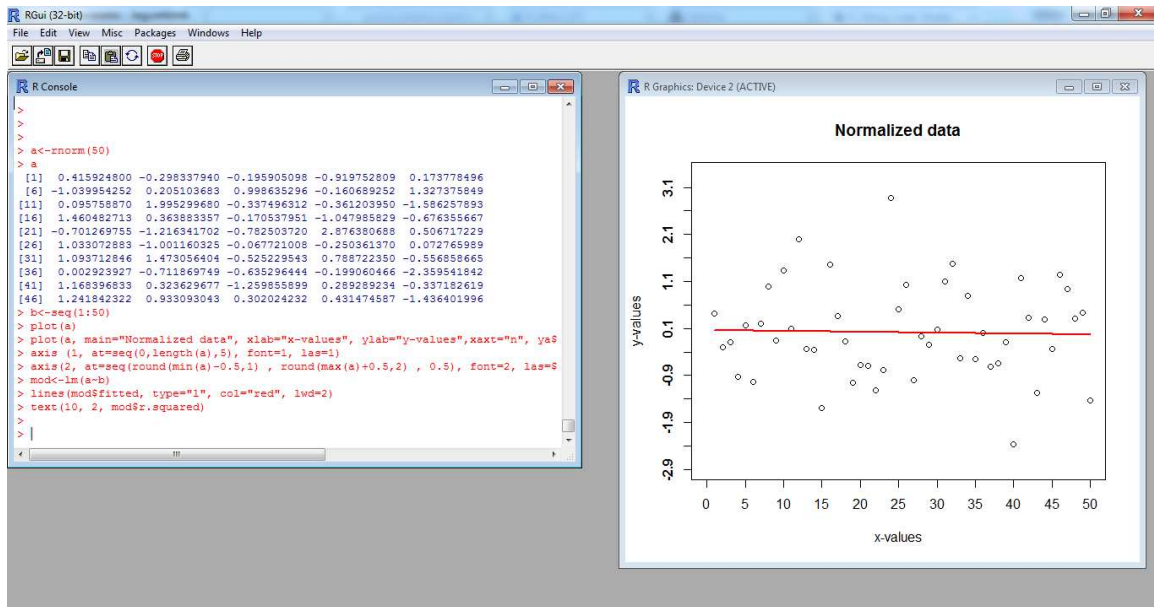 RGui (32-bit)
File Edit View Misc Packages Windows Help
STOP
R Console
>
>
>
> a<-rnorm(50)
> a
[1] 0.415924800 -0.298337940 -0.195905098 -0.919752809 0.173778496
[6] -1.039954252 0.205103683 0.998635296 -0.160689252 1.327375849
[11] 0.095758870 1.995299680 -0.337496312 -0.361203950 -1.586257893
[16] 1.460482713 0.363883357 -0.170537951 -1.047985829 -0.676355667
[21] -0.701269755 -1.216341702 -0.782503720 2.876380688 0.506717229
[26] 1.033072883 -1.001160325 -0.067721008 -0.250361370 0.072765989
[31] 1.093712846 1.473056404 -0.525229543 0.788722350 -0.556858665
[36] 0.002923927 -0.711869749 -0.635296444 -0.199060466 -2.359541842
[41] 1.168396833 0.323629677 -1.259855899 0.289289234 -0.337182619
[46] 1.241842322 0.933093043 0.302024232 0.431474587 -1.436401996
> b<-seq(1:50)
> plot(a)
> plot(a, main="Normalized data", xlab="x-values", ylab="y-values",xaxt="n", ya$
> axis (1, at=seq(0,length(a),5), font=1, las=1)
> axis(2, at=seq(round(min(a)-0.5,1) , round(max(a)+0.5,2) , 0.5), font=2, las=$
> mod<-lm(a~b)
> lines(mod$fitted, type="l", col="red", lwd=2)
> text(10, 2, mod$r.squared)
>
>
R Graphics: Device 2 (ACTIVE)
Normalized data
y-values
3.1
2.1
1.1
0.1
-0.9
-1.9
-2.9
0 5 10 15 20 25 30 35 40 45 50
x-values